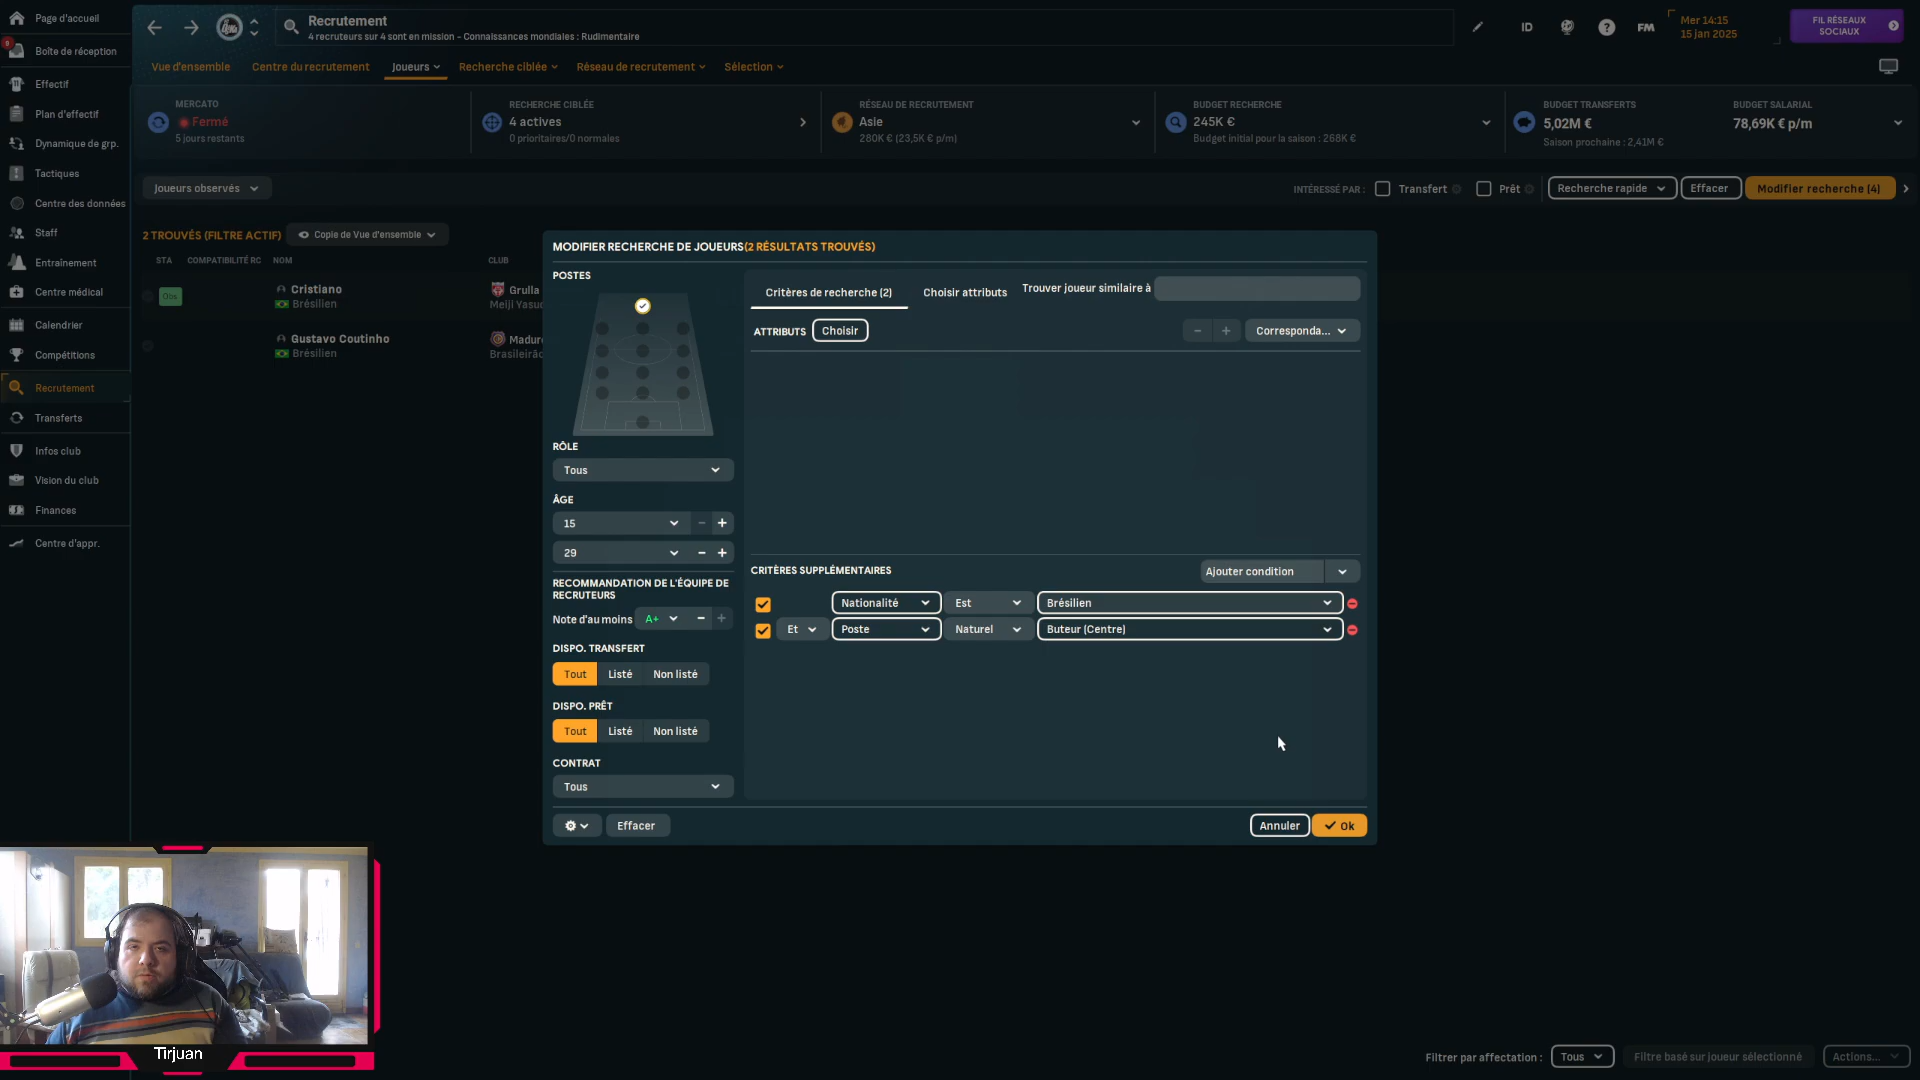 Page d'accueil
Boîte de réception
Effectif
Plan d'effectif
Dynamique de grp.
Tactiques
Centre des données
Staff
Entraînement
Centre médical
Calendrier
Compétitions
Recrutement
Transferts
Infos club
Vision du club
Finances
Centre d'appr.
Recrutement
4 recruteurs sur 4 sont en mission - Connaissances mondiales : Rudimentaire
ID
FM
Mer 14:15
15 jan 2025
FIL RÉSEAUX
SOCIAUX
Vue d'ensemble
Centre du recrutement
Joueurs
Recherche ciblée
Réseau de recrutement
Sélection
MERCATO
Fermé
5 jours restants
RECHERCHE CIBLÉE
4 actives
0 prioritaires/0 normales
RÉSEAU DE RECRUTEMENT
Asie
280K € (23,5K € p/m)
BUDGET RECHERCHE
245K €
Budget initial pour la saison : 268K €
BUDGET TRANSFERTS
5,02M €
Saison prochaine : 2,41M €
BUDGET SALARIAL
78,69K € p/m
Joueurs observés
INTÉRESSÉ PAR :
Transfert
Prêt
Recherche rapide
Effacer
Modifier recherche (4)
2 TROUVÉS (FILTRE ACTIF)
Copie de Vue d'ensemble
STA
COMPATIBILITÉ RC
NOM
CLUB
Obs
Cristiano
Brésilien
Grulla
Meiji Yasud
Gustavo Coutinho
Brésilien
Madur
Brasileirão
MODIFIER RECHERCHE DE JOUEURS(2 RÉSULTATS TROUVÉS)
POSTES
RÔLE
Tous
ÂGE
15
29
RECOMMANDATION DE L'ÉQUIPE DE
RECRUTEURS
Note d'au moins
A+
DISPO. TRANSFERT
Tout
Listé
Non listé
DISPO. PRÊT
Tout
Listé
Non listé
CONTRAT
Tous
Effacer
Critères de recherche (2)
Choisir attributs
Trouver joueur similaire à
ATTRIBUTS
Choisir
Corresponda...
CRITÈRES SUPPLÉMENTAIRES
Ajouter condition
Nationalité
Est
Brésilien
Et
Poste
Naturel
Buteur (Centre)
Annuler
Ok
Tirjuan
Filtrer par affectation :
Tous
Filtre basé sur joueur sélectionné
Actions...